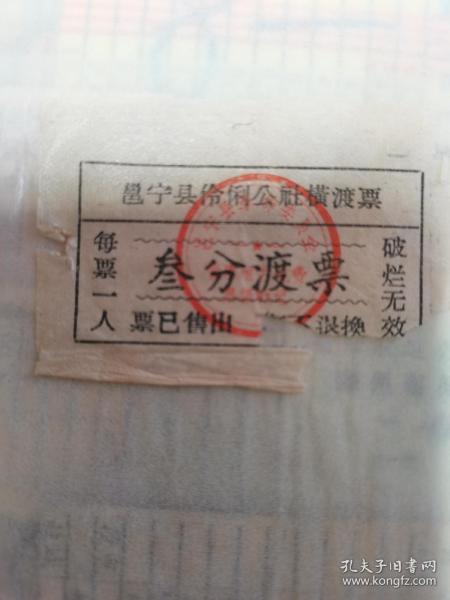 邕宁县伶俐公社横渡票
每票一人
叁分渡票
破烂无效
票已售出 退换
孔夫子旧书网
www.kongfz.com